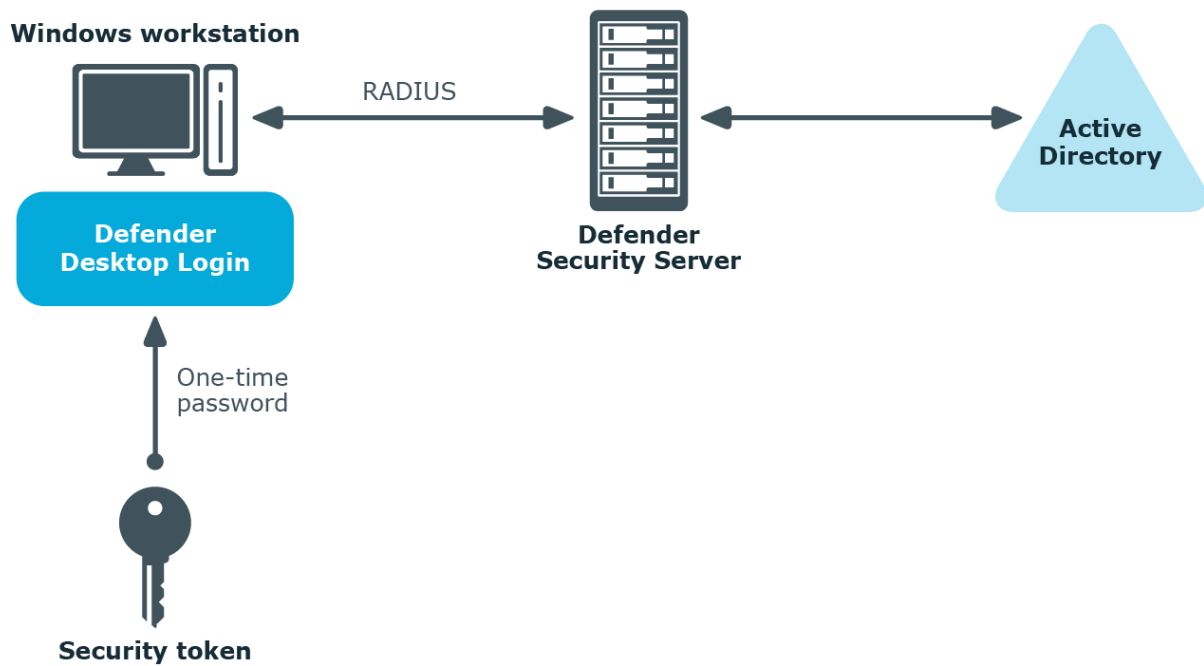 Windows workstation
RADIUS
Active
Directory
Defender
Desktop Login
Defender
Security Server
One-time
password
Security token